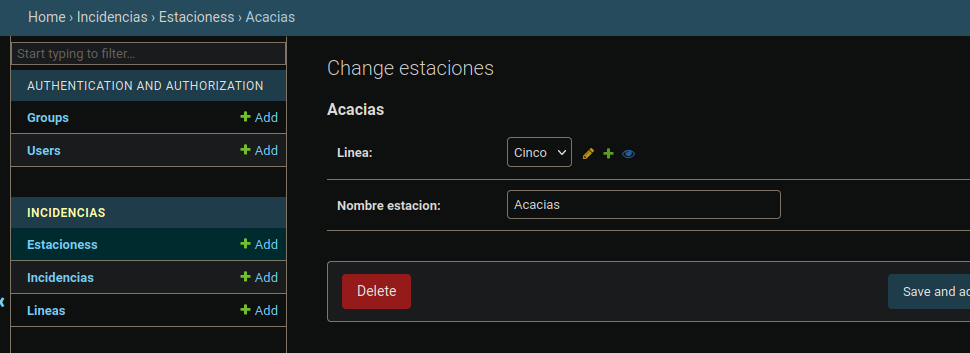 Home › Incidencias › Estacioness › Acacias
Start typing to filter...
AUTHENTICATION AND AUTHORIZATION
Groups + Add
Users + Add
INCIDENCIAS
Estacioness + Add
Incidencias + Add
Lineas + Add
Change estaciones
Acacias
Linea: Cinco
Nombre estacion: Acacias
Delete
Save and